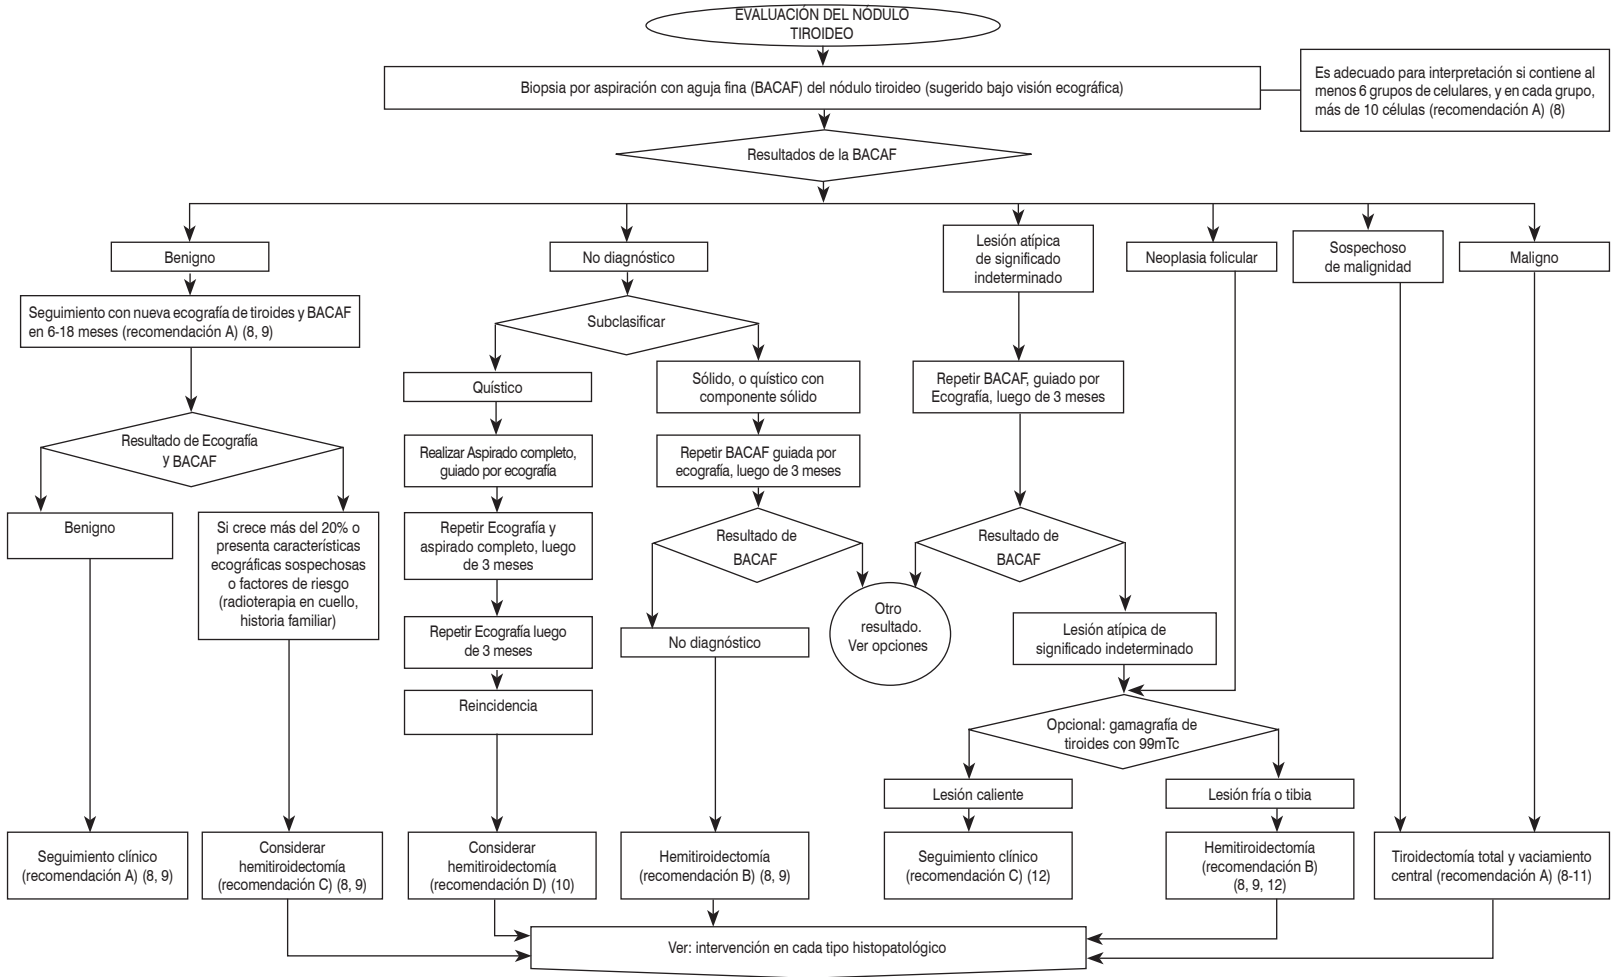 EVALUACIÓN DEL NÓDULO
TIROIDEO
Biopsia por aspiración con aguja fina (BACAF) del nódulo tiroideo (sugerido bajo visión ecográfica)
Es adecuado para interpretación si contiene al
menos 6 grupos de celulares, y en cada grupo,
más de 10 células (recomendación A) (8)
Resultados de la BACAF
Benigno
Seguimiento con nueva ecografía de tiroides y BACAF
en 6-18 meses (recomendación A) (8, 9)
Resultado de Ecografía
y BACAF
Benigno
Si crece más del 20% o
presenta características
ecográficas sospechosas
o factores de riesgo
(radioterapia en cuello,
historia familiar)
Seguimiento clínico
(recomendación A) (8, 9)
Considerar
hemitiroidectomía
(recomendación C) (8, 9)
No diagnóstico
Subclasificar
Quístico
Realizar Aspirado completo,
guiado por ecografía
Repetir Ecografía y
aspirado completo, luego
de 3 meses
Repetir Ecografía luego
de 3 meses
Reincidencia
Considerar
hemitiroidectomía
(recomendación D) (10)
Sólido, o quístico con
componente sólido
Repetir BACAF guiada por
ecografía, luego de 3 meses
Resultado de
BACAF
No diagnóstico
Hemitiroidectomía
(recomendación B) (8, 9)
Otro
resultado.
Ver opciones
Lesión atípica
de significado
indeterminado
Repetir BACAF, guiado por
Ecografía, luego de 3 meses
Resultado de
BACAF
Lesión atípica de
significado indeterminado
Neoplasia folicular
Opcional: gamagrafía de
tiroides con 99mTc
Lesión caliente
Seguimiento clínico
(recomendación C) (12)
Lesión fría o tibia
Hemitiroidectomía
(recomendación B)
(8, 9, 12)
Sospechoso
de malignidad
Maligno
Tiroidectomía total y vaciamiento
central (recomendación A) (8-11)
Ver: intervención en cada tipo histopatológico